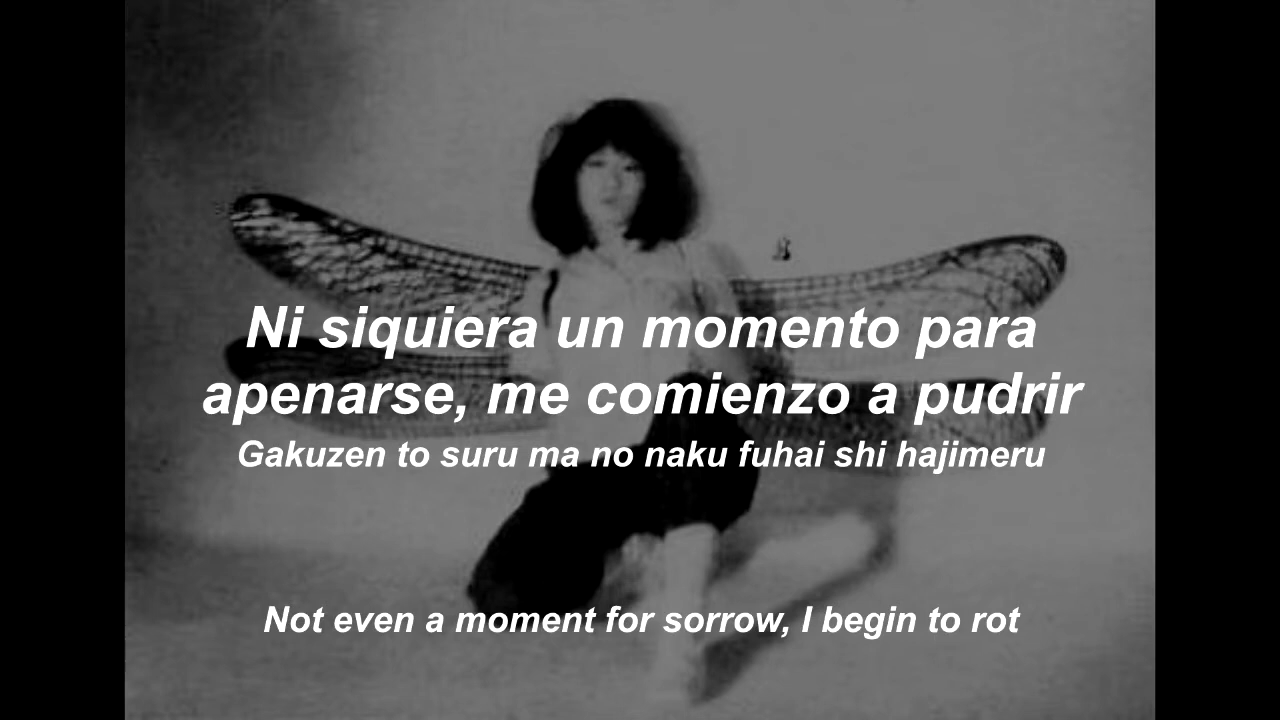 Ni siquiera un momento para
apenarse, me comienzo a pudrir
Gakuzen to suru ma no naku fuhai shi hajimeru
Not even a moment for sorrow, I begin to rot